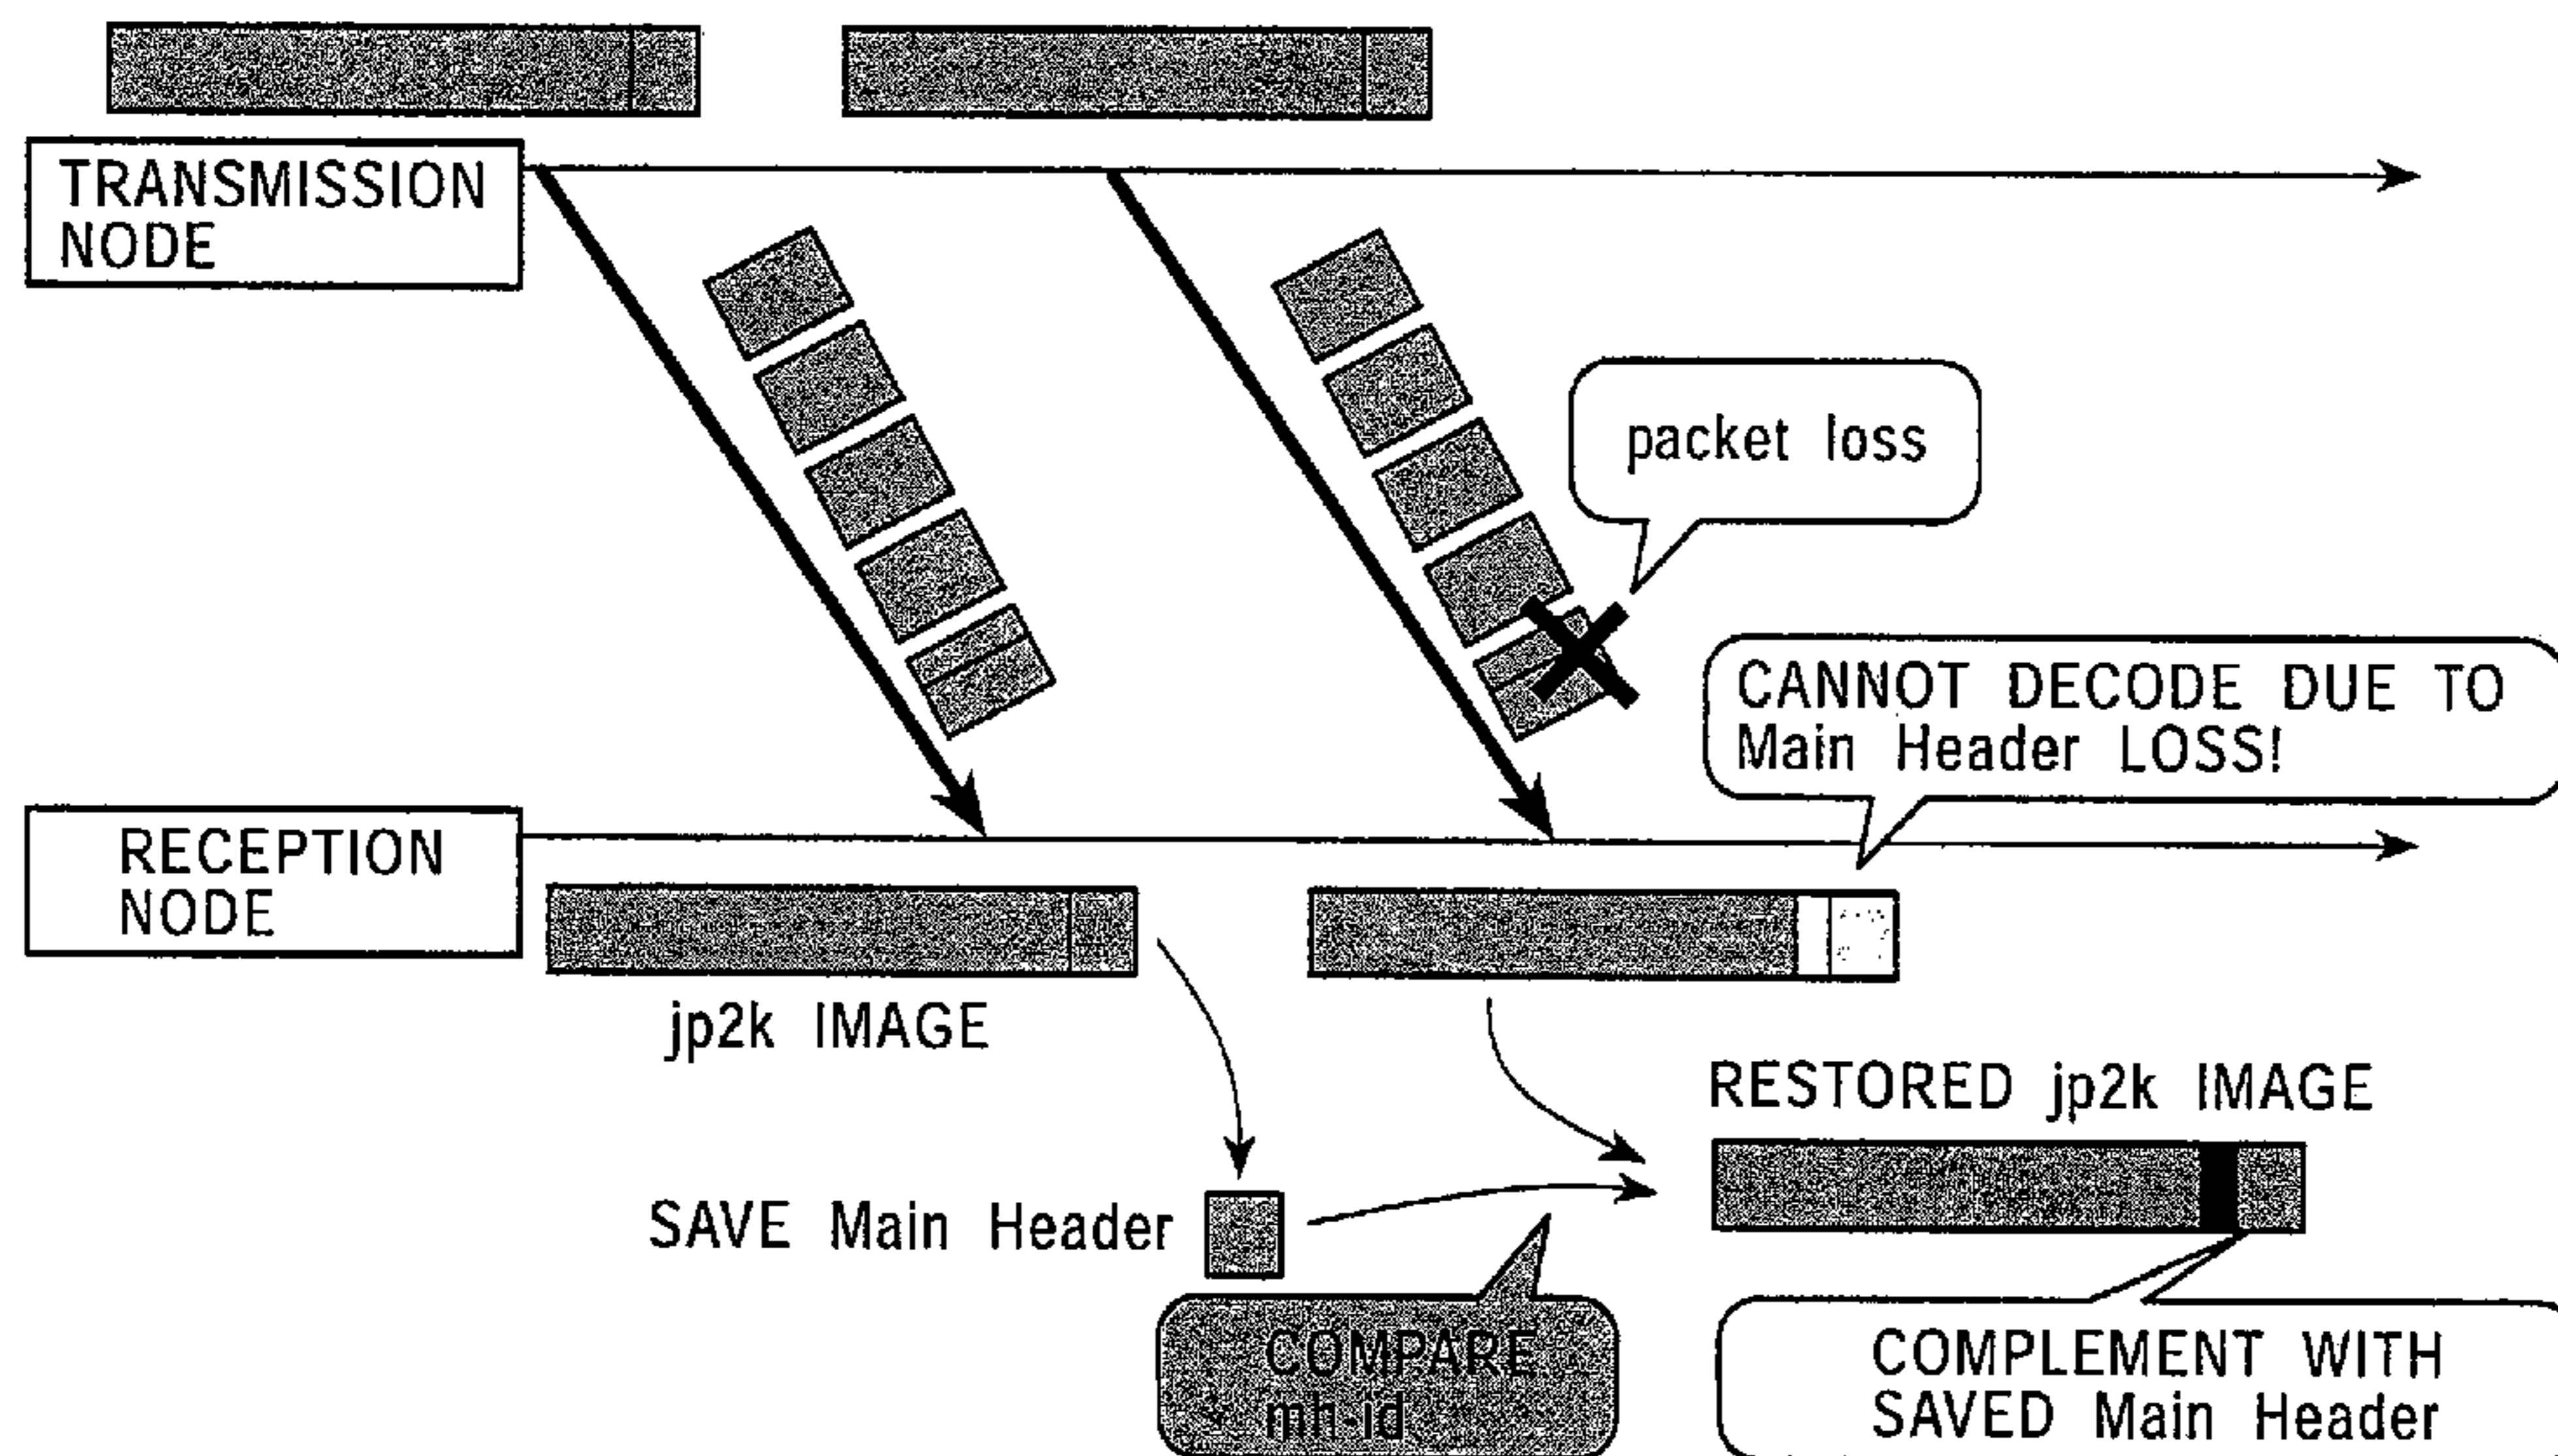 TRANSMISSION
NODE
packet loss
CANNOT DECODE DUE TO
Main Header LOSS!
RECEPTION
NODE
jp2k IMAGE
RESTORED jp2k IMAGE
SAVE Main Header
COMPARE
mh-id
COMPLEMENT WITH
SAVED Main Header